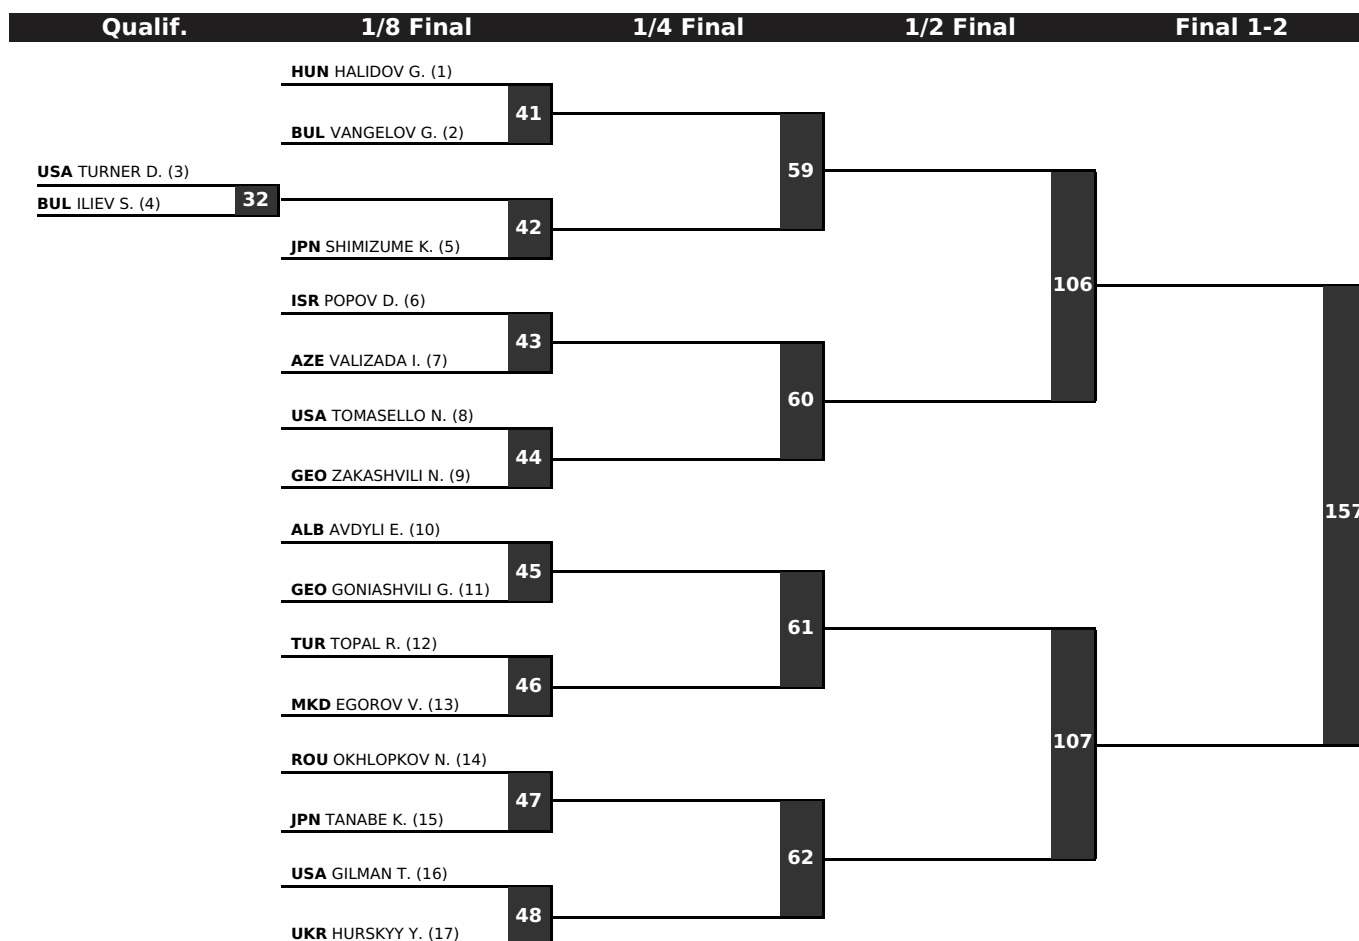 Qualif. 1/8 Final 1/4 Final 1/2 Final Final 1-2
HUN HALIDOV G. (1)
41
BUL VANGELOV G. (2)
59
USA TURNER D. (3)
32
BUL ILIEV S. (4)
42
JPN SHIMIZUME K. (5)
106
ISR POPOV D. (6)
43
AZE VALIZADA I. (7)
60
USA TOMASELLO N. (8)
44
GEO ZAKASHVILI N. (9)
157
ALB AVDYLI E. (10)
45
GEO GONIASHVILI G. (11)
61
TUR TOPAL R. (12)
46
MKD EGOROV V. (13)
107
ROU OKHLOPKOV N. (14)
47
JPN TANABE K. (15)
62
USA GILMAN T. (16)
48
UKR HURSKYY Y. (17)